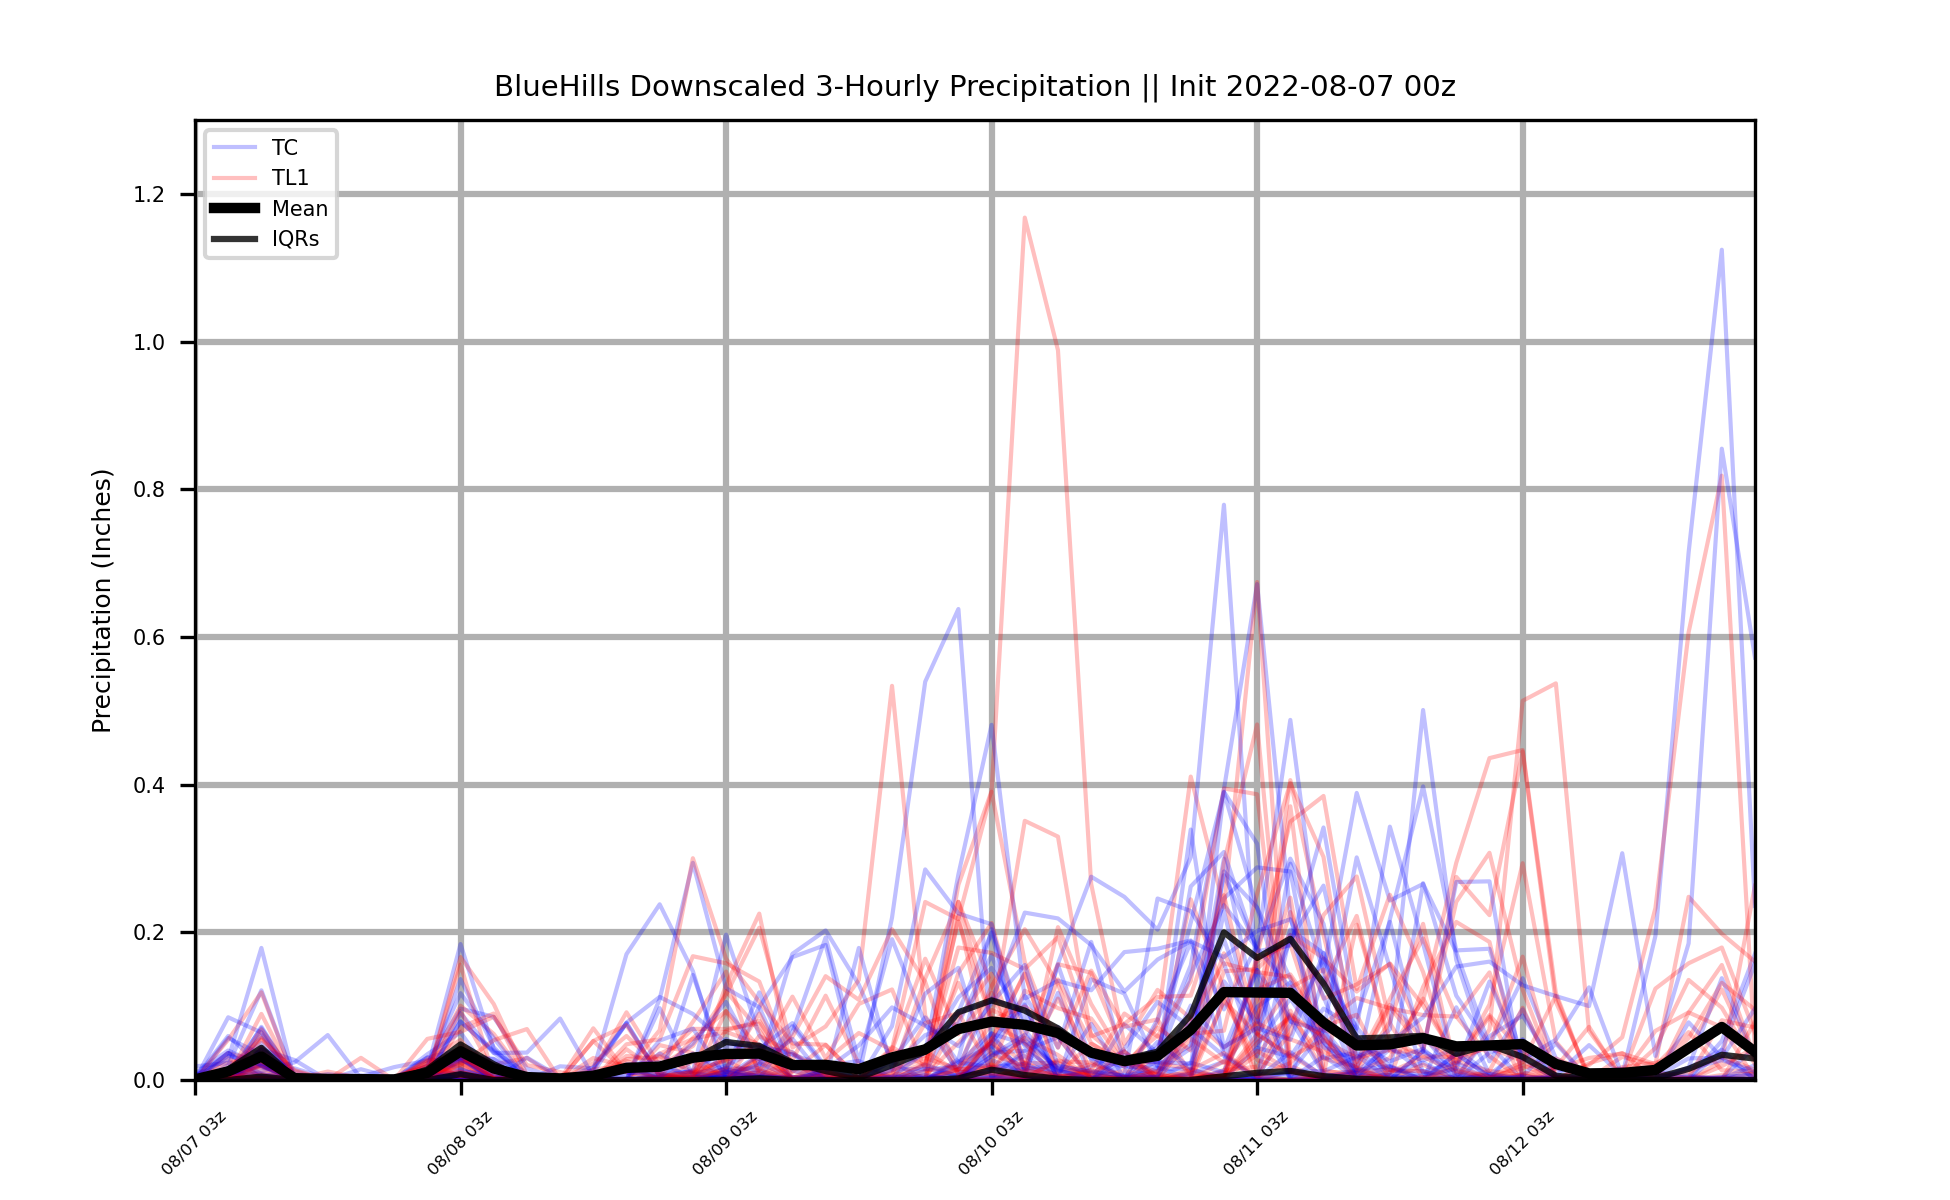 BlueHills Downscaled 3-Hourly Precipitation || Init 2022-08-07 00z
TC
TL1
Mean
IQRs
Precipitation (Inches)
1.2
1.0
0.8
0.6
0.4
0.2
0.0
08/07 03z
08/08 03z
08/09 03z
08/10 03z
08/11 03z
08/12 03z